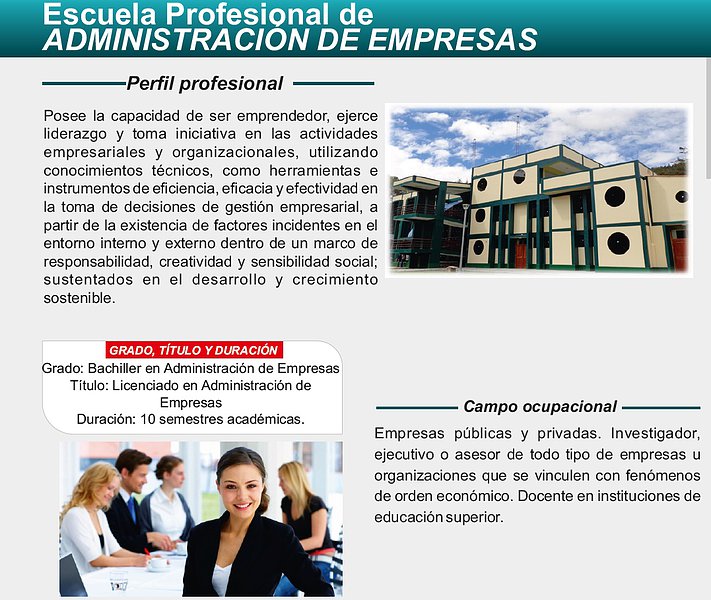 Escuela Profesional de
ADMINISTRACIÓN DE EMPRESAS
Perfil profesional
Posee la capacidad de ser emprendedor, ejerce
liderazgo y toma iniciativa en las actividades
empresariales y organizacionales, utilizando
conocimientos técnicos, como herramientas e
instrumentos de eficiencia, eficacia y efectividad en
la toma de decisiones de gestión empresarial, a
partir de la existencia de factores incidentes en el
entorno interno y externo dentro de un marco de
responsabilidad, creatividad y sensibilidad social;
sustentados en el desarrollo y crecimiento
sostenible.
GRADO, TÍTULO Y DURACIÓN
Grado: Bachiller en Administración de Empresas
Título: Licenciado en Administración de
Empresas
Duración: 10 semestres académicas.
Campo ocupacional
Empresas públicas y privadas. Investigador,
ejecutivo o asesor de todo tipo de empresas u
organizaciones que se vinculen con fenómenos
de orden económico. Docente en instituciones de
educación superior.